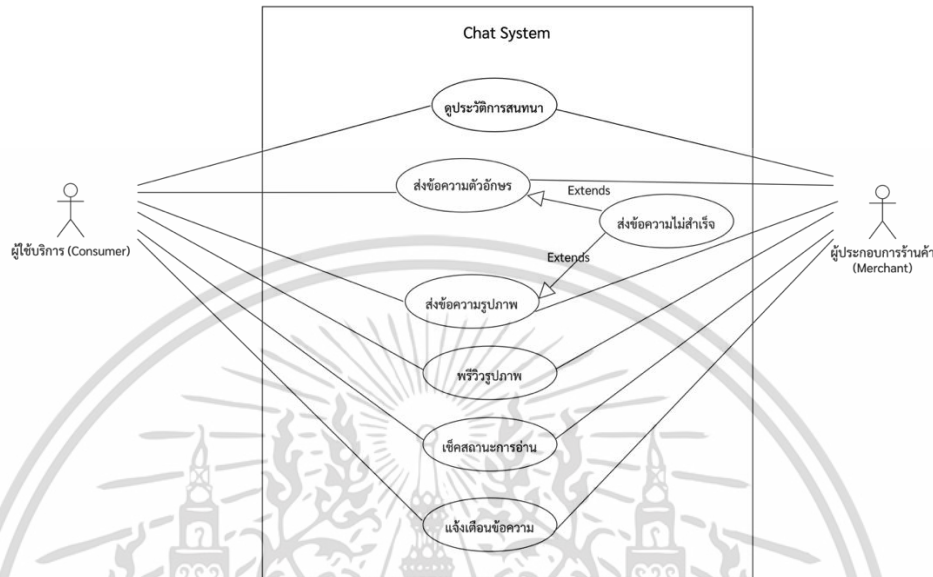 Chat System
ดูประวัติการสนทนา
ส่งข้อความตัวอักษร
Extends
ส่งข้อความไม่สำเร็จ
ผู้ใช้บริการ (Consumer)
ผู้ประกอบการร้านค้า
(Merchant)
Extends
ส่งข้อความรูปภาพ
พรีวิวรูปภาพ
เช็คสถานะการอ่าน
แจ้งเตือนข้อความ